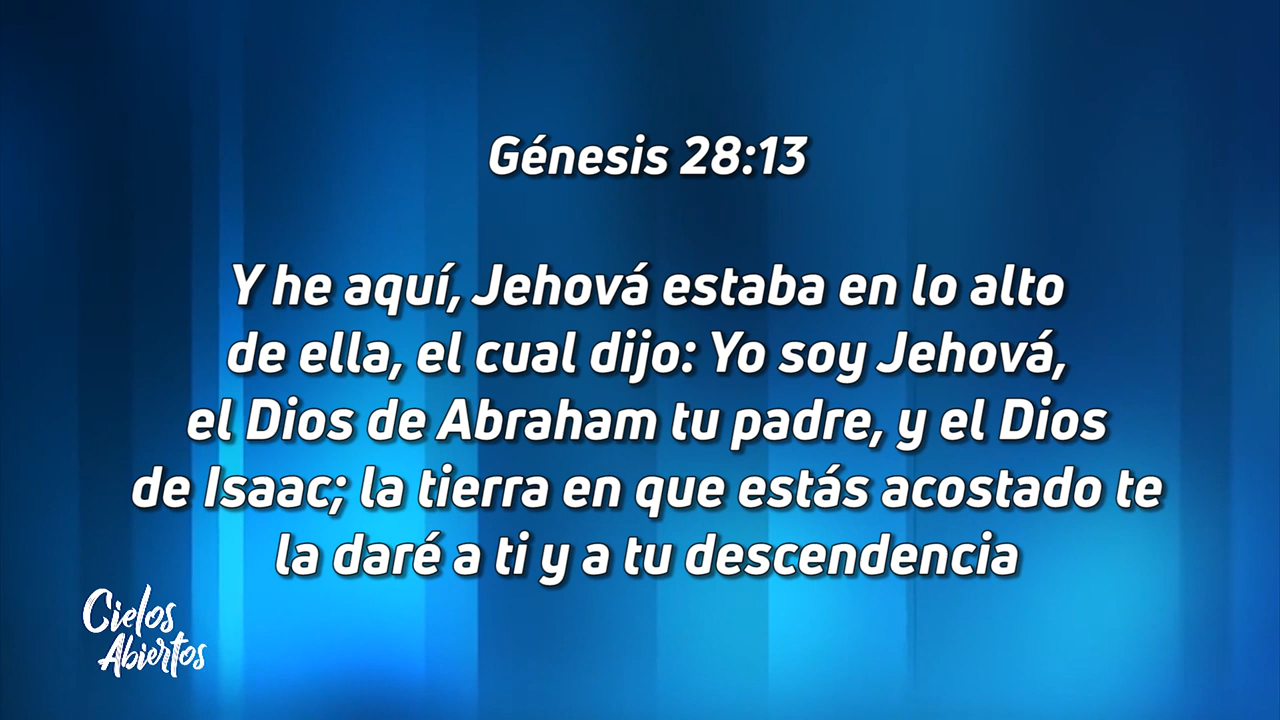 Génesis 28:13
Y he aquí, Jehová estaba en lo alto
de ella, el cual dijo: Yo soy Jehová,
el Dios de Abraham tu padre, y el Dios
de Isaac; la tierra en que estás acostado te
la daré a ti y a tu descendencia
Cielos
Abiertos